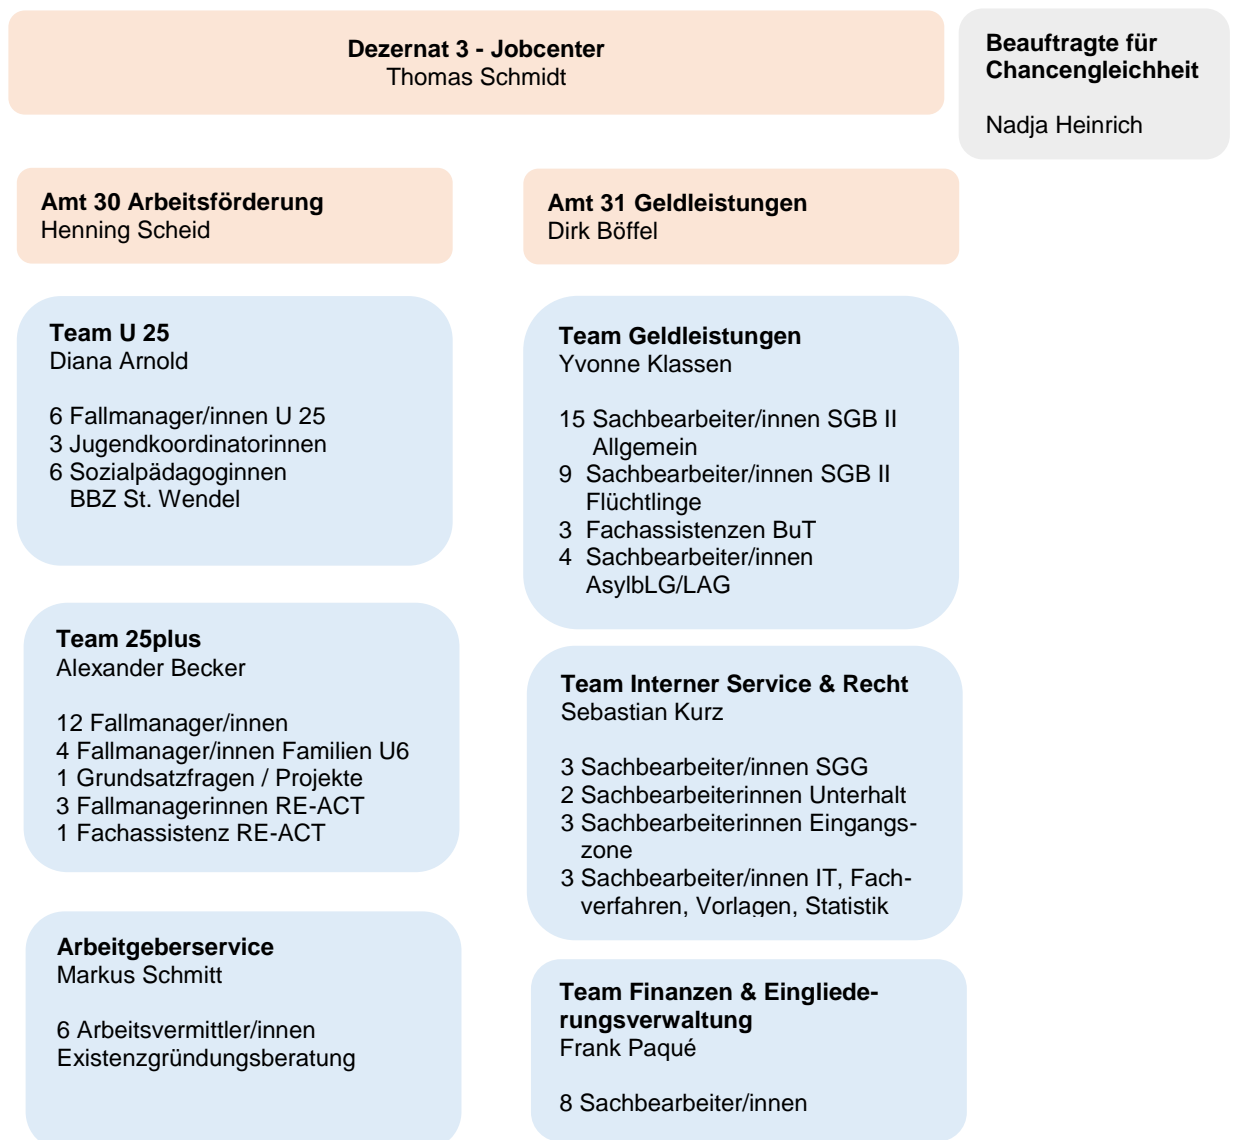 Dezernat 3 - Jobcenter
Thomas Schmidt
Beauftragte für
Chancengleichheit
Nadja Heinrich
Amt 30 Arbeitsförderung
Henning Scheid
Amt 31 Geldleistungen
Dirk Böffel
Team U 25
Diana Arnold
6 Fallmanager/innen U 25
3 Jugendkoordinatorinnen
6 Sozialpädagoginnen
BBZ St. Wendel
Team 25plus
Alexander Becker
12 Fallmanager/innen
4 Fallmanager/innen Familien U6
1 Grundsatzfragen / Projekte
3 Fallmanagerinnen RE-ACT
1 Fachassistenz RE-ACT
Arbeitgeberservice
Markus Schmitt
6 Arbeitsvermittler/innen
Existenzgründungsberatung
Team Geldleistungen
Yvonne Klassen
15 Sachbearbeiter/innen SGB II
Allgemein
9 Sachbearbeiter/innen SGB II
Flüchtlinge
3 Fachassistenzen BuT
4 Sachbearbeiter/innen
AsylbLG/LAG
Team Interner Service & Recht
Sebastian Kurz
3 Sachbearbeiter/innen SGG
2 Sachbearbeiterinnen Unterhalt
3 Sachbearbeiterinnen Eingangs-
zone
3 Sachbearbeiter/innen IT, Fach-
verfahren, Vorlagen, Statistik
Team Finanzen & Eingliede-
rungsverwaltung
Frank Paqué
8 Sachbearbeiter/innen